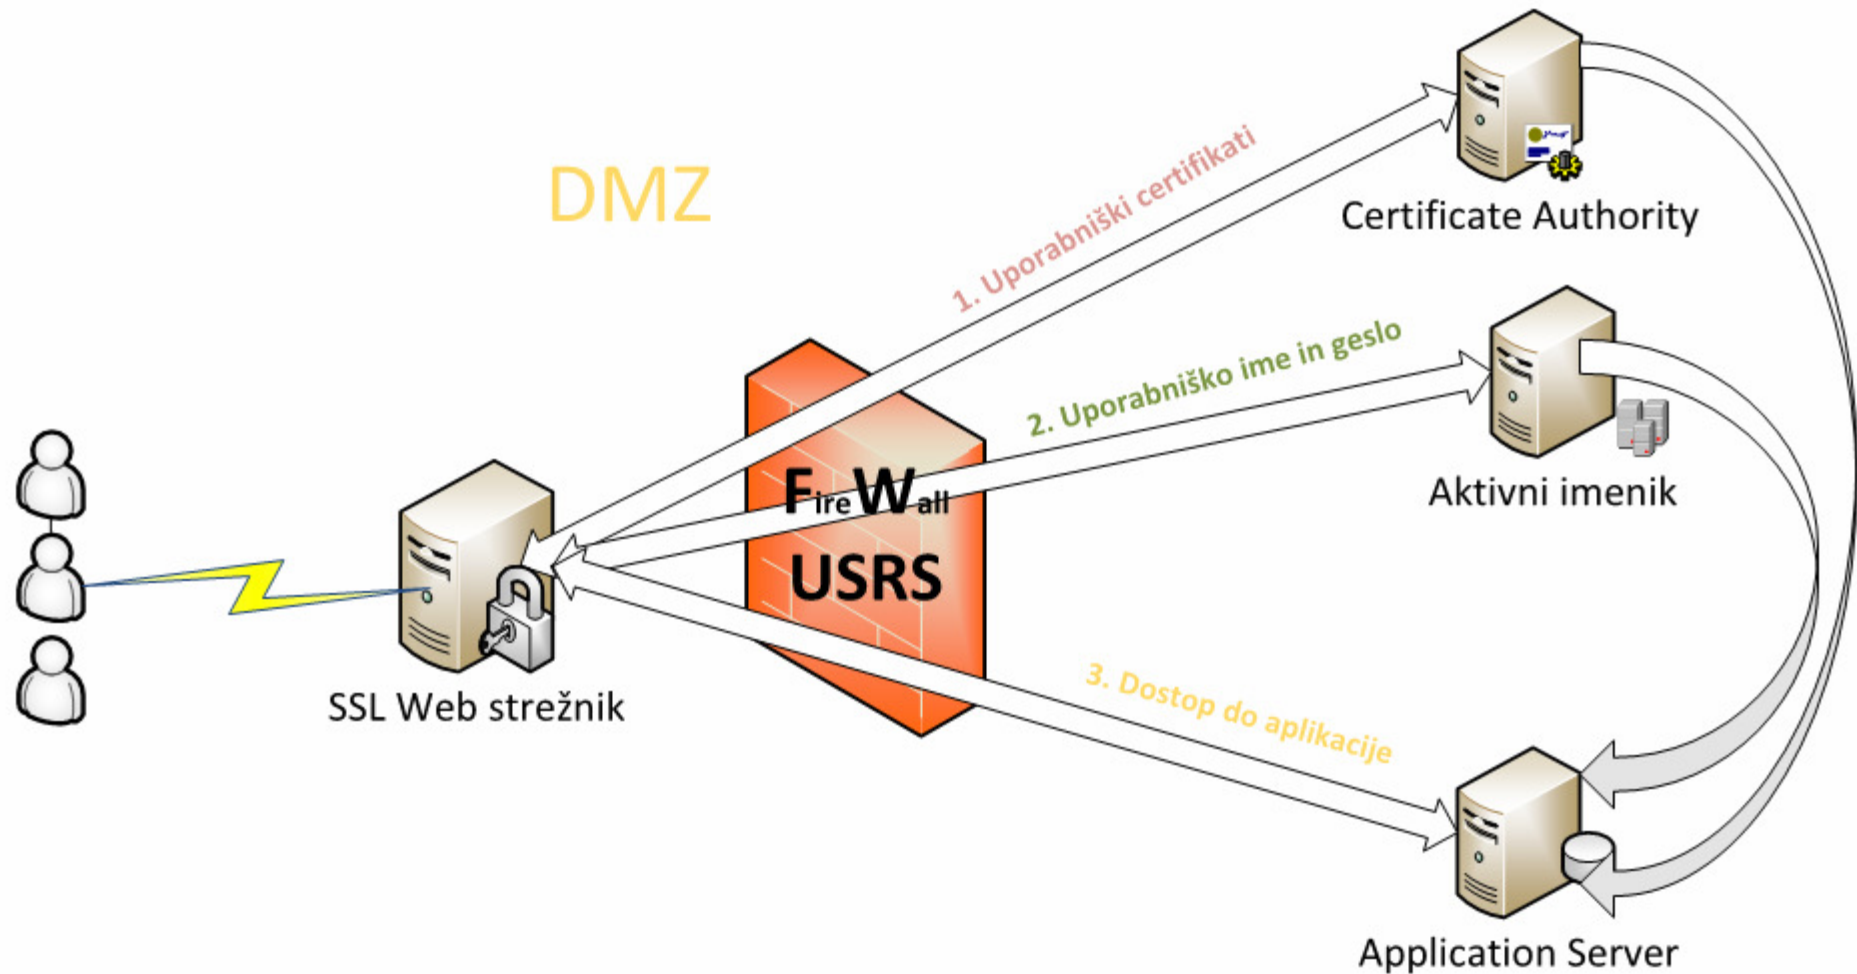 DMZ
1. Uporabniški certifikati
Certificate Authority
2. Uporabniško ime in geslo
Aktivni imenik
FireWall
USRS
SSL Web strežnik
3. Dostop do aplikacije
Application Server